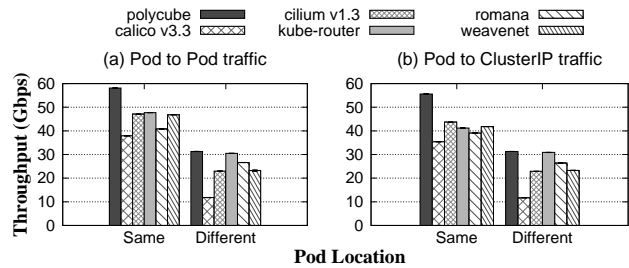 polycube cilium v1.3 romana
calico v3.3 kube-router weavenet
(a) Pod to Pod traffic
(b) Pod to ClusterIP traffic
Throughput (Gbps)
60
50
40
30
20
10
0
Same Different
60
50
40
30
20
10
0
Same Different
Pod Location